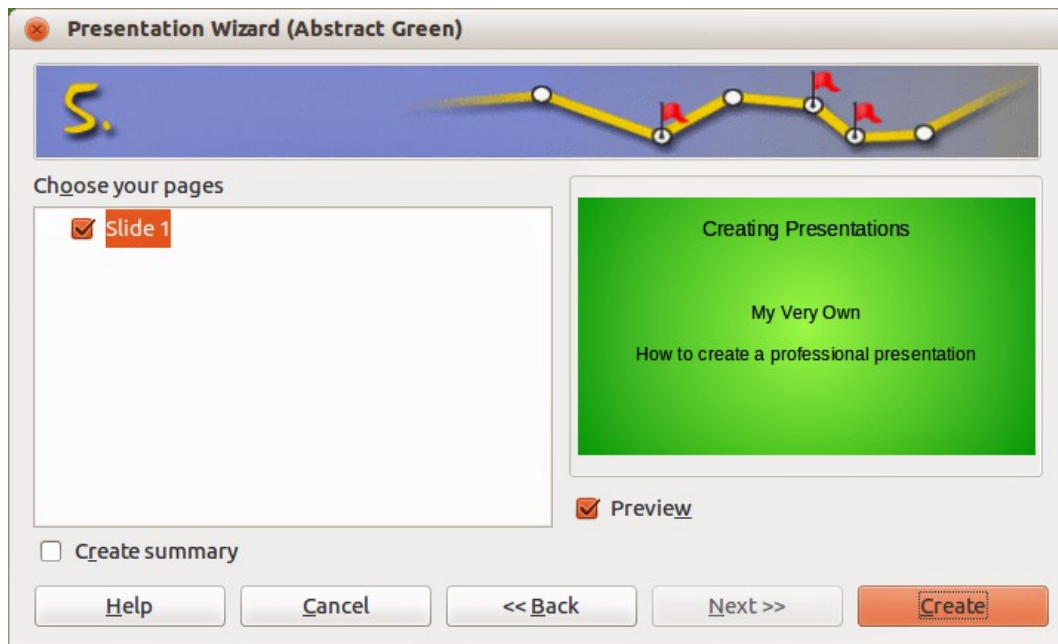 Presentation Wizard (Abstract Green)
5.
Choose your pages
Slide 1
Creating Presentations
My Very Own
How to create a professional presentation
Preview
Create summary
Help
Cancel
<< Back
Next >>
Create